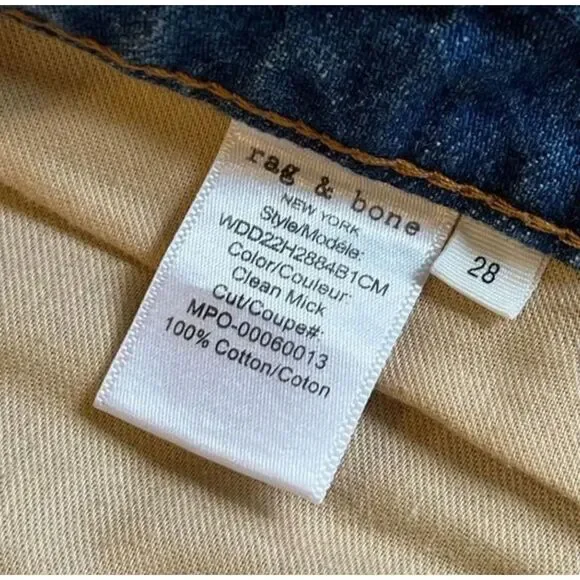 rag & bone
NEW YORK
Style/Modèle:
WDD22H2884B1CM
Color/Couleur:
Clean Mick
Cut/Coupe#:
MPO-00060013
100% Cotton/Coton
28